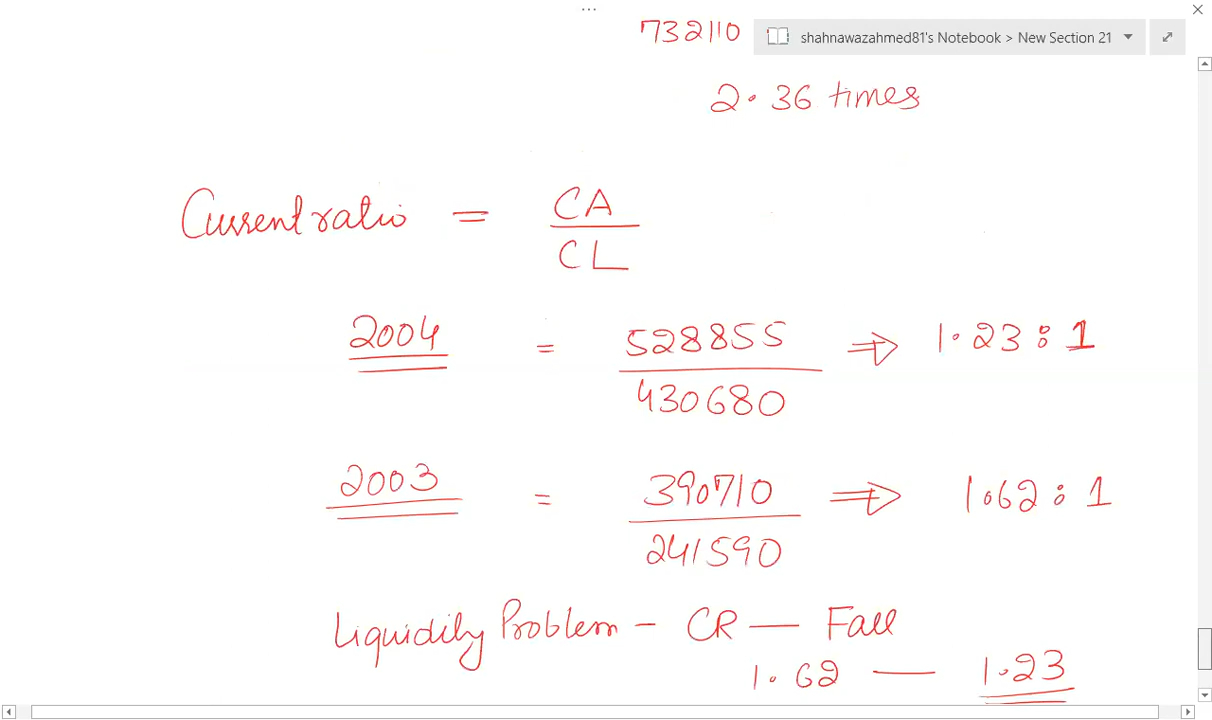 732110
shahnawazahmed81's Notebook > New Section 21
2.36 times
Current ratio = CA
CL
2004 = 528855 ⇒ 1.23 : 1
430680
2003 = 390710 ⇒ 1.62 : 1
241590
Liquidity Problem - CR — Fall
1.62 — 1.23